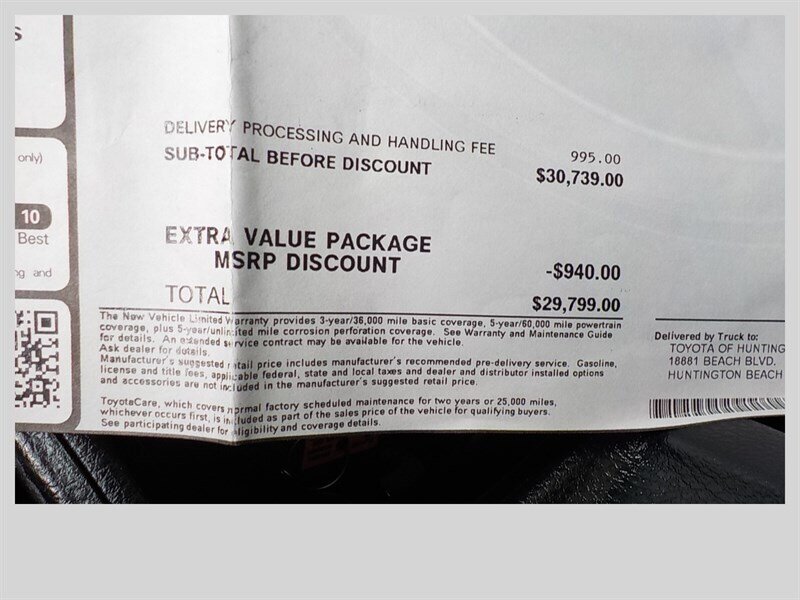 S
only)
10
Best
ng and
DELIVERY PROCESSING AND HANDLING FEE 995.00
SUB-TOTAL BEFORE DISCOUNT $30,739.00
EXTRA VALUE PACKAGE
MSRP DISCOUNT -$940.00
TOTAL $29,799.00
The New Vehicle Limited Warranty provides 3-year/36,000 mile basic coverage, 5-year/60,000 mile powertrain
coverage, plus 5-year/unlimited mile corrosion perforation coverage. See Warranty and Maintenance Guide
for details. An extended service contract may be available for the vehicle.
Ask dealer for details.
Manufacturer's suggested retail price includes manufacturer's recommended pre-delivery service. Gasoline,
license and title fees, applicable federal, state and local taxes and dealer and distributor installed options
and accessories are not included in the manufacturer's suggested retail price.
ToyotaCare, which covers normal factory scheduled maintenance for two years or 25,000 miles,
whichever occurs first, is included as part of the sales price of the vehicle for qualifying buyers.
See participating dealer for eligibility and coverage details.
Delivered by Truck to:
TOYOTA OF HUNTING
18881 BEACH BLVD.
HUNTINGTON BEACH